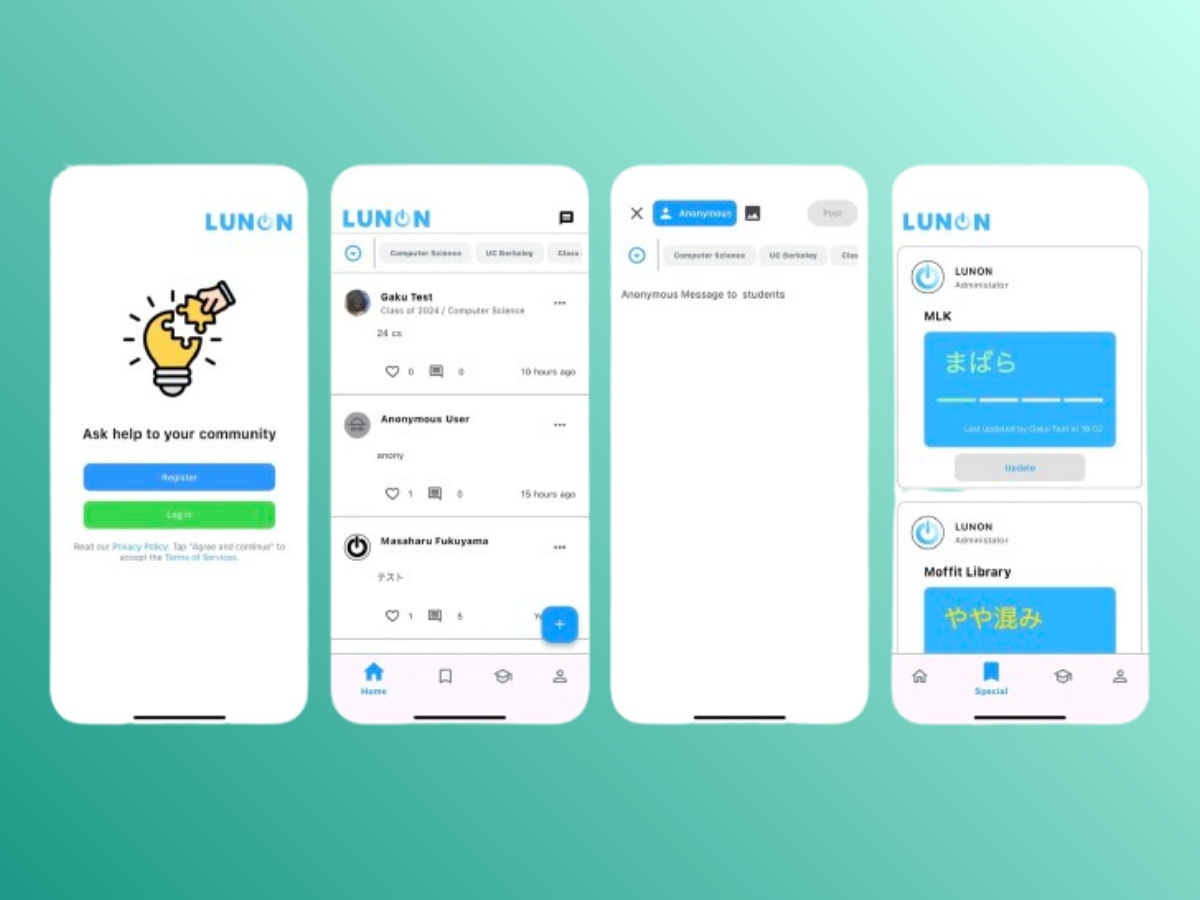 LUNON
Ask help to your community
Register
Log in
Read our Privacy Policy. Tap "Agree and continue" to
accept the Terms of Services.
LUNON
Computer Science
UC Berkeley
Class
Gaku Test
Class of 2024 / Computer Science
24 cs
0
0
10 hours ago
Anonymous User
anony
1
0
15 hours ago
Masaharu Fukuyama
テスト
1
5
Home
Anonymous
Post
Computer Science
UC Berkeley
Clas
Anonymous Message to students
LUNON
LUNON
Administator
MLK
まばら
Last updated by Gaku Test at 16:02
Update
LUNON
Administator
Moffit Library
やや混み
Special